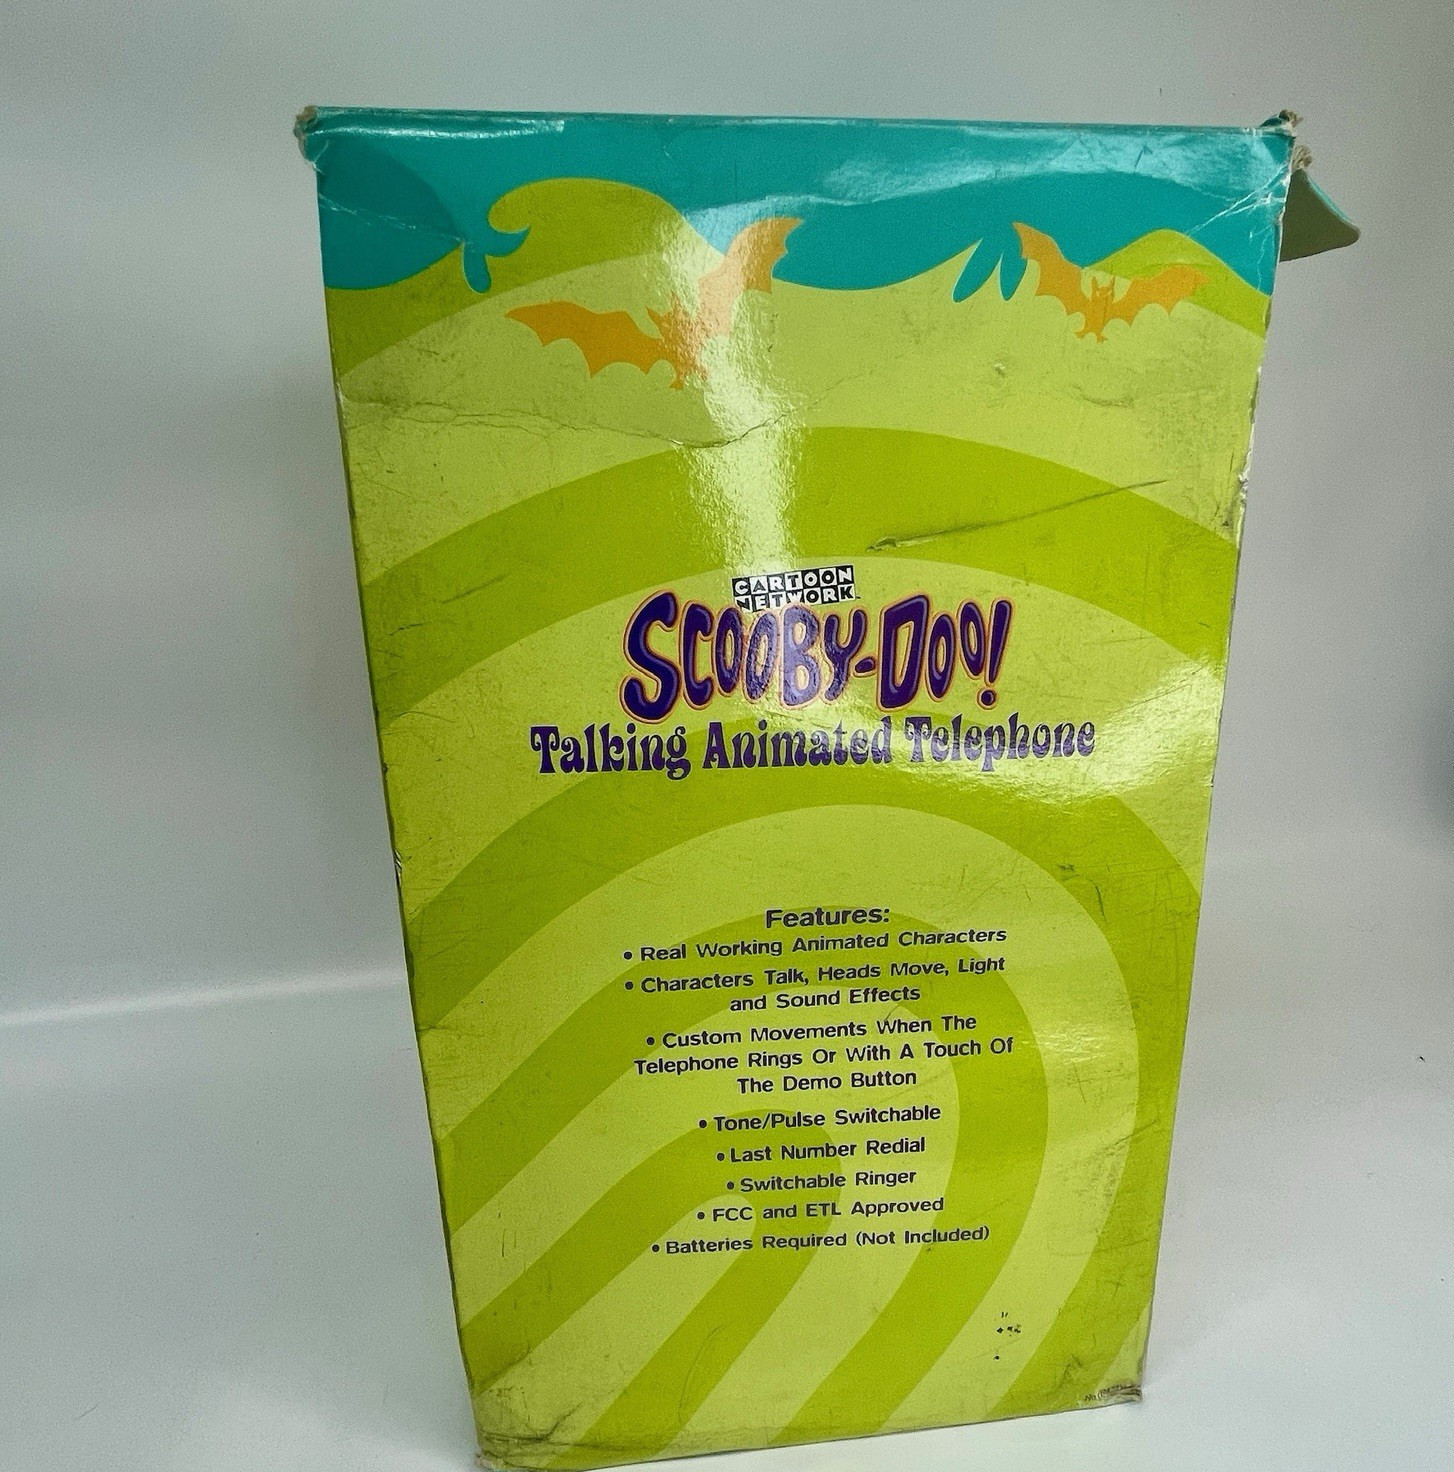 CARTOON
NETWORK
SCOOBY-DOO!
Talking Animated Telephone
Features:
• Real Working Animated Characters
• Characters Talk, Heads Move, Light
and Sound Effects
• Custom Movements When The
Telephone Rings Or With A Touch Of
The Demo Button
• Tone/Pulse Switchable
• Last Number Redial
• Switchable Ringer
• FCC and ETL Approved
• Batteries Required (Not Included)